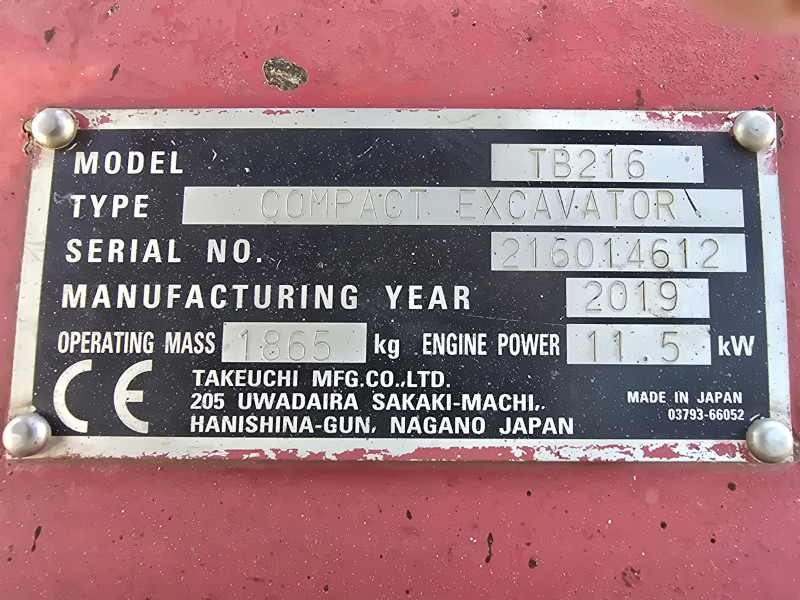 MODEL TB216
TYPE COMPACT EXCAVATOR
SERIAL NO. 216014612
MANUFACTURING YEAR 2019
OPERATING MASS 1865 kg ENGINE POWER 11.5 kW
CE
TAKEUCHI MFG.CO.,LTD.
205 UWADAIRA SAKAKI-MACHI,
HANISHINA-GUN, NAGANO JAPAN
MADE IN JAPAN
03793-66052